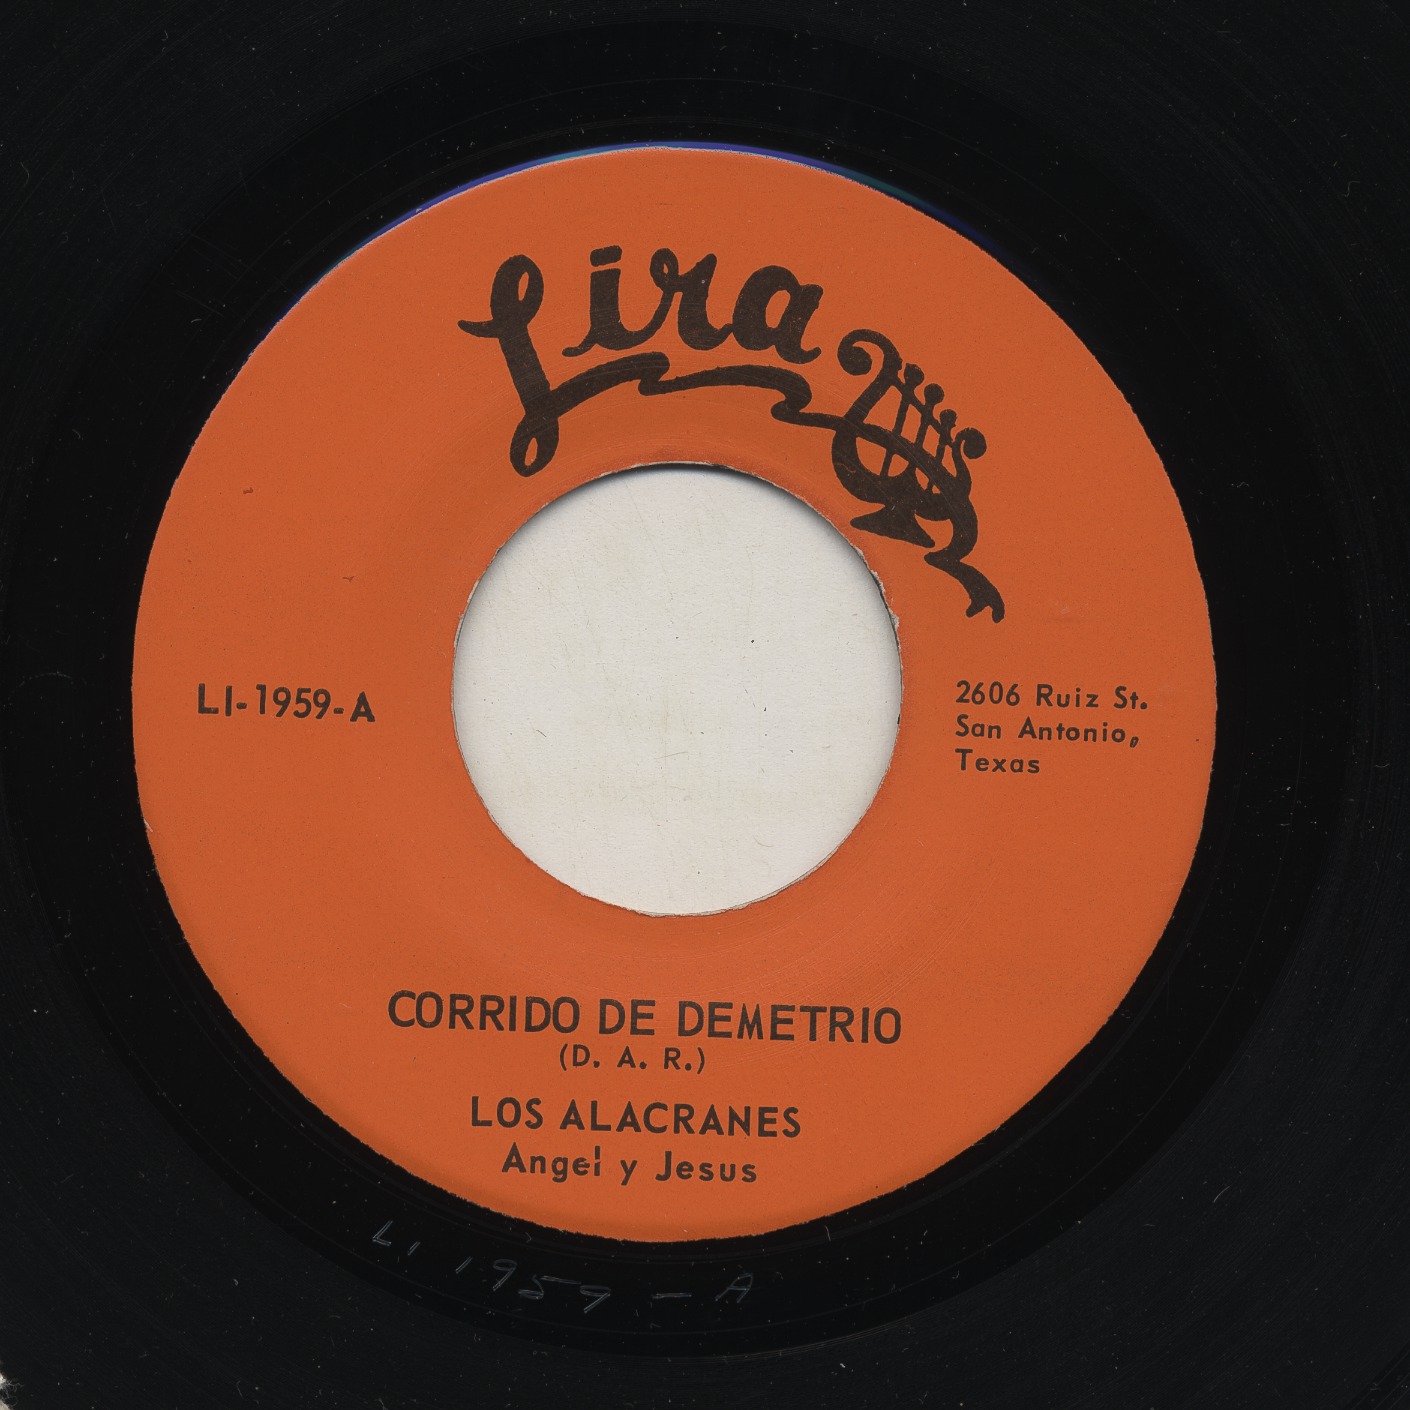 Lira
LI-1959-A
2606 Ruiz St.
San Antonio,
Texas
CORRIDO DE DEMETRIO
(D. A. R.)
LOS ALACRANES
Angel y Jesus
LI 1959 - A